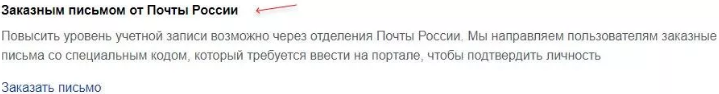 Заказным письмом от Почты России
Повысить уровень учетной записи возможно через отделения Почты России. Мы направляем пользователям заказные
письма со специальным кодом, который требуется ввести на портале, чтобы подтвердить личность
Заказать письмо